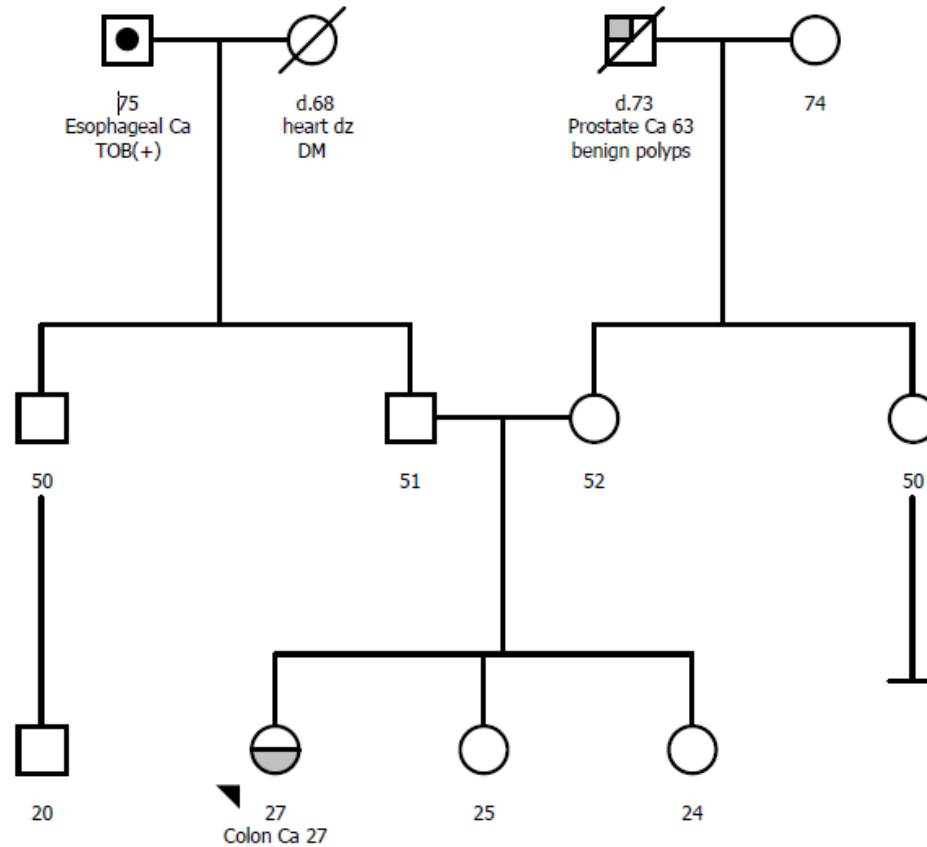 75
Esophageal Ca
TOB(+)
d.68
heart dz
DM
d.73
Prostate Ca 63
benign polyps
74
50
51
52
50
20
27
Colon Ca 27
25
24